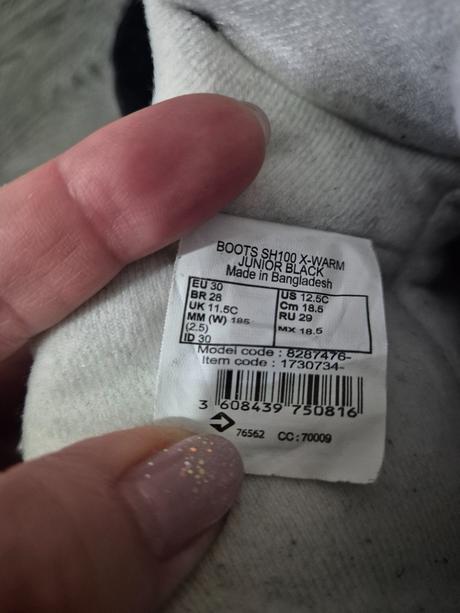 BOOTS SH100 X-WARM
JUNIOR BLACK
Made in Bangladesh
EU 30 US 12.5C
BR 28 Cm 18.5
UK 11.5C RU 29
MM (W) 185 MX 18.5
(2.5)
ID 30
Model code : 8287476-
Item code : 1730734-
3 608439 750816
76562 CC : 70009